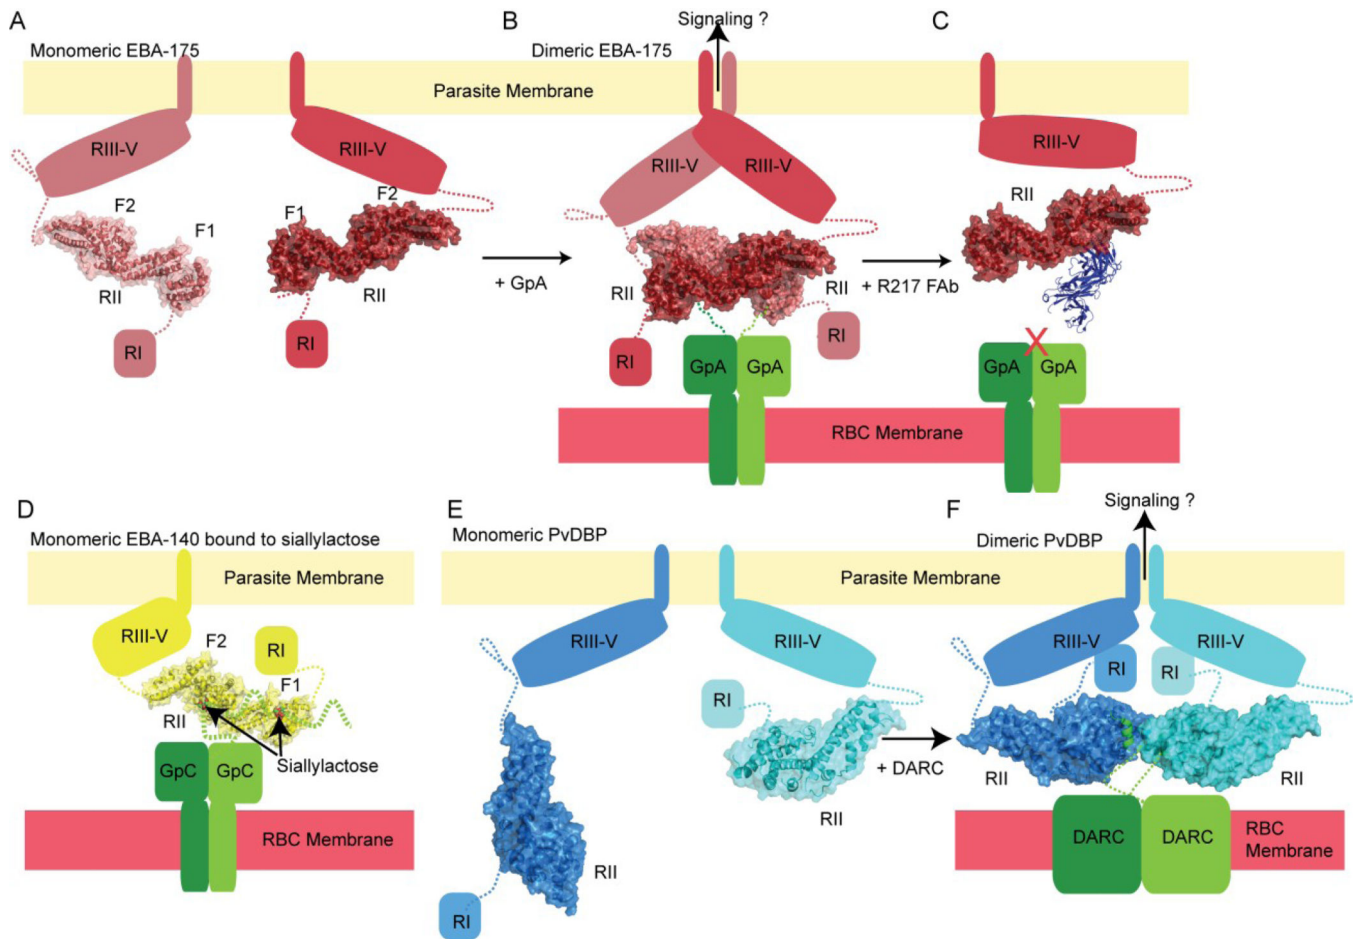 A
Monomeric EBA-175
RIII-V
RIII-V
F2
F1
F1
F2
RII
RII
RI
RI
+ GpA
Parasite Membrane
B
Signaling ?
Dimeric EBA-175
RIII-V
RIII-V
RII
RII
RI
RI
GpA
GpA
RBC Membrane
+ R217 FAb
C
RIII-V
RII
X
GpA
GpA
D
Monomeric EBA-140 bound to siallylactose
Parasite Membrane
RIII-V
F2
RI
F1
RII
Siallylactose
GpC
GpC
RBC Membrane
E
Monomeric PvDBP
Parasite Membrane
RIII-V
RIII-V
RI
RII
RII
RI
+ DARC
F
Signaling ?
Dimeric PvDBP
RIII-V
RIII-V
RI
RI
RII
RII
DARC
DARC
RBC
Membrane